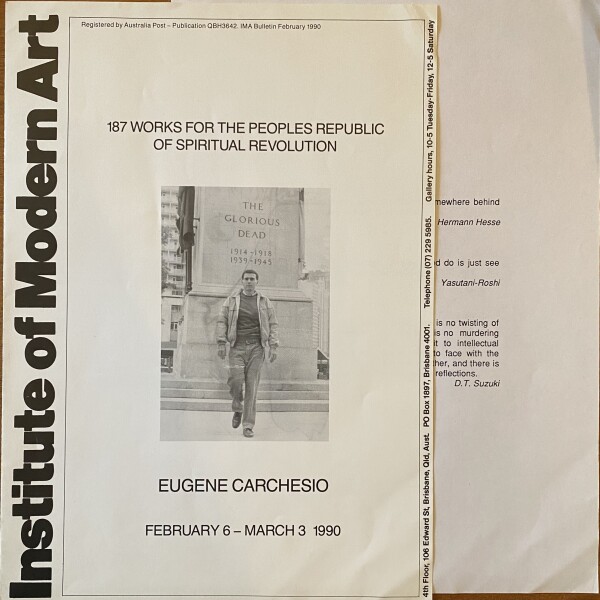 Institute of Modern Art
Registered by Australia Post – Publication QBH3642. IMA Bulletin February 1990
187 WORKS FOR THE PEOPLES REPUBLIC
OF SPIRITUAL REVOLUTION
THE
GLORIOUS
DEAD
1914–1918
1939–1945
EUGENE CARCHESIO
FEBRUARY 6 – MARCH 3 1990
4th Floor, 106 Edward St, Brisbane, Qld, Aust. PO Box 1897, Brisbane 4001. Telephone (07) 229 5985. Gallery hours, 10-5 Tuesday-Friday, 12-5 Saturday
mewhere behind
Hermann Hesse
d do is just see
Yasutani-Roshi
is no twisting of
is no murdering
t to intellectual
to face with the
her, and there is
reflections.
D.T. Suzuki